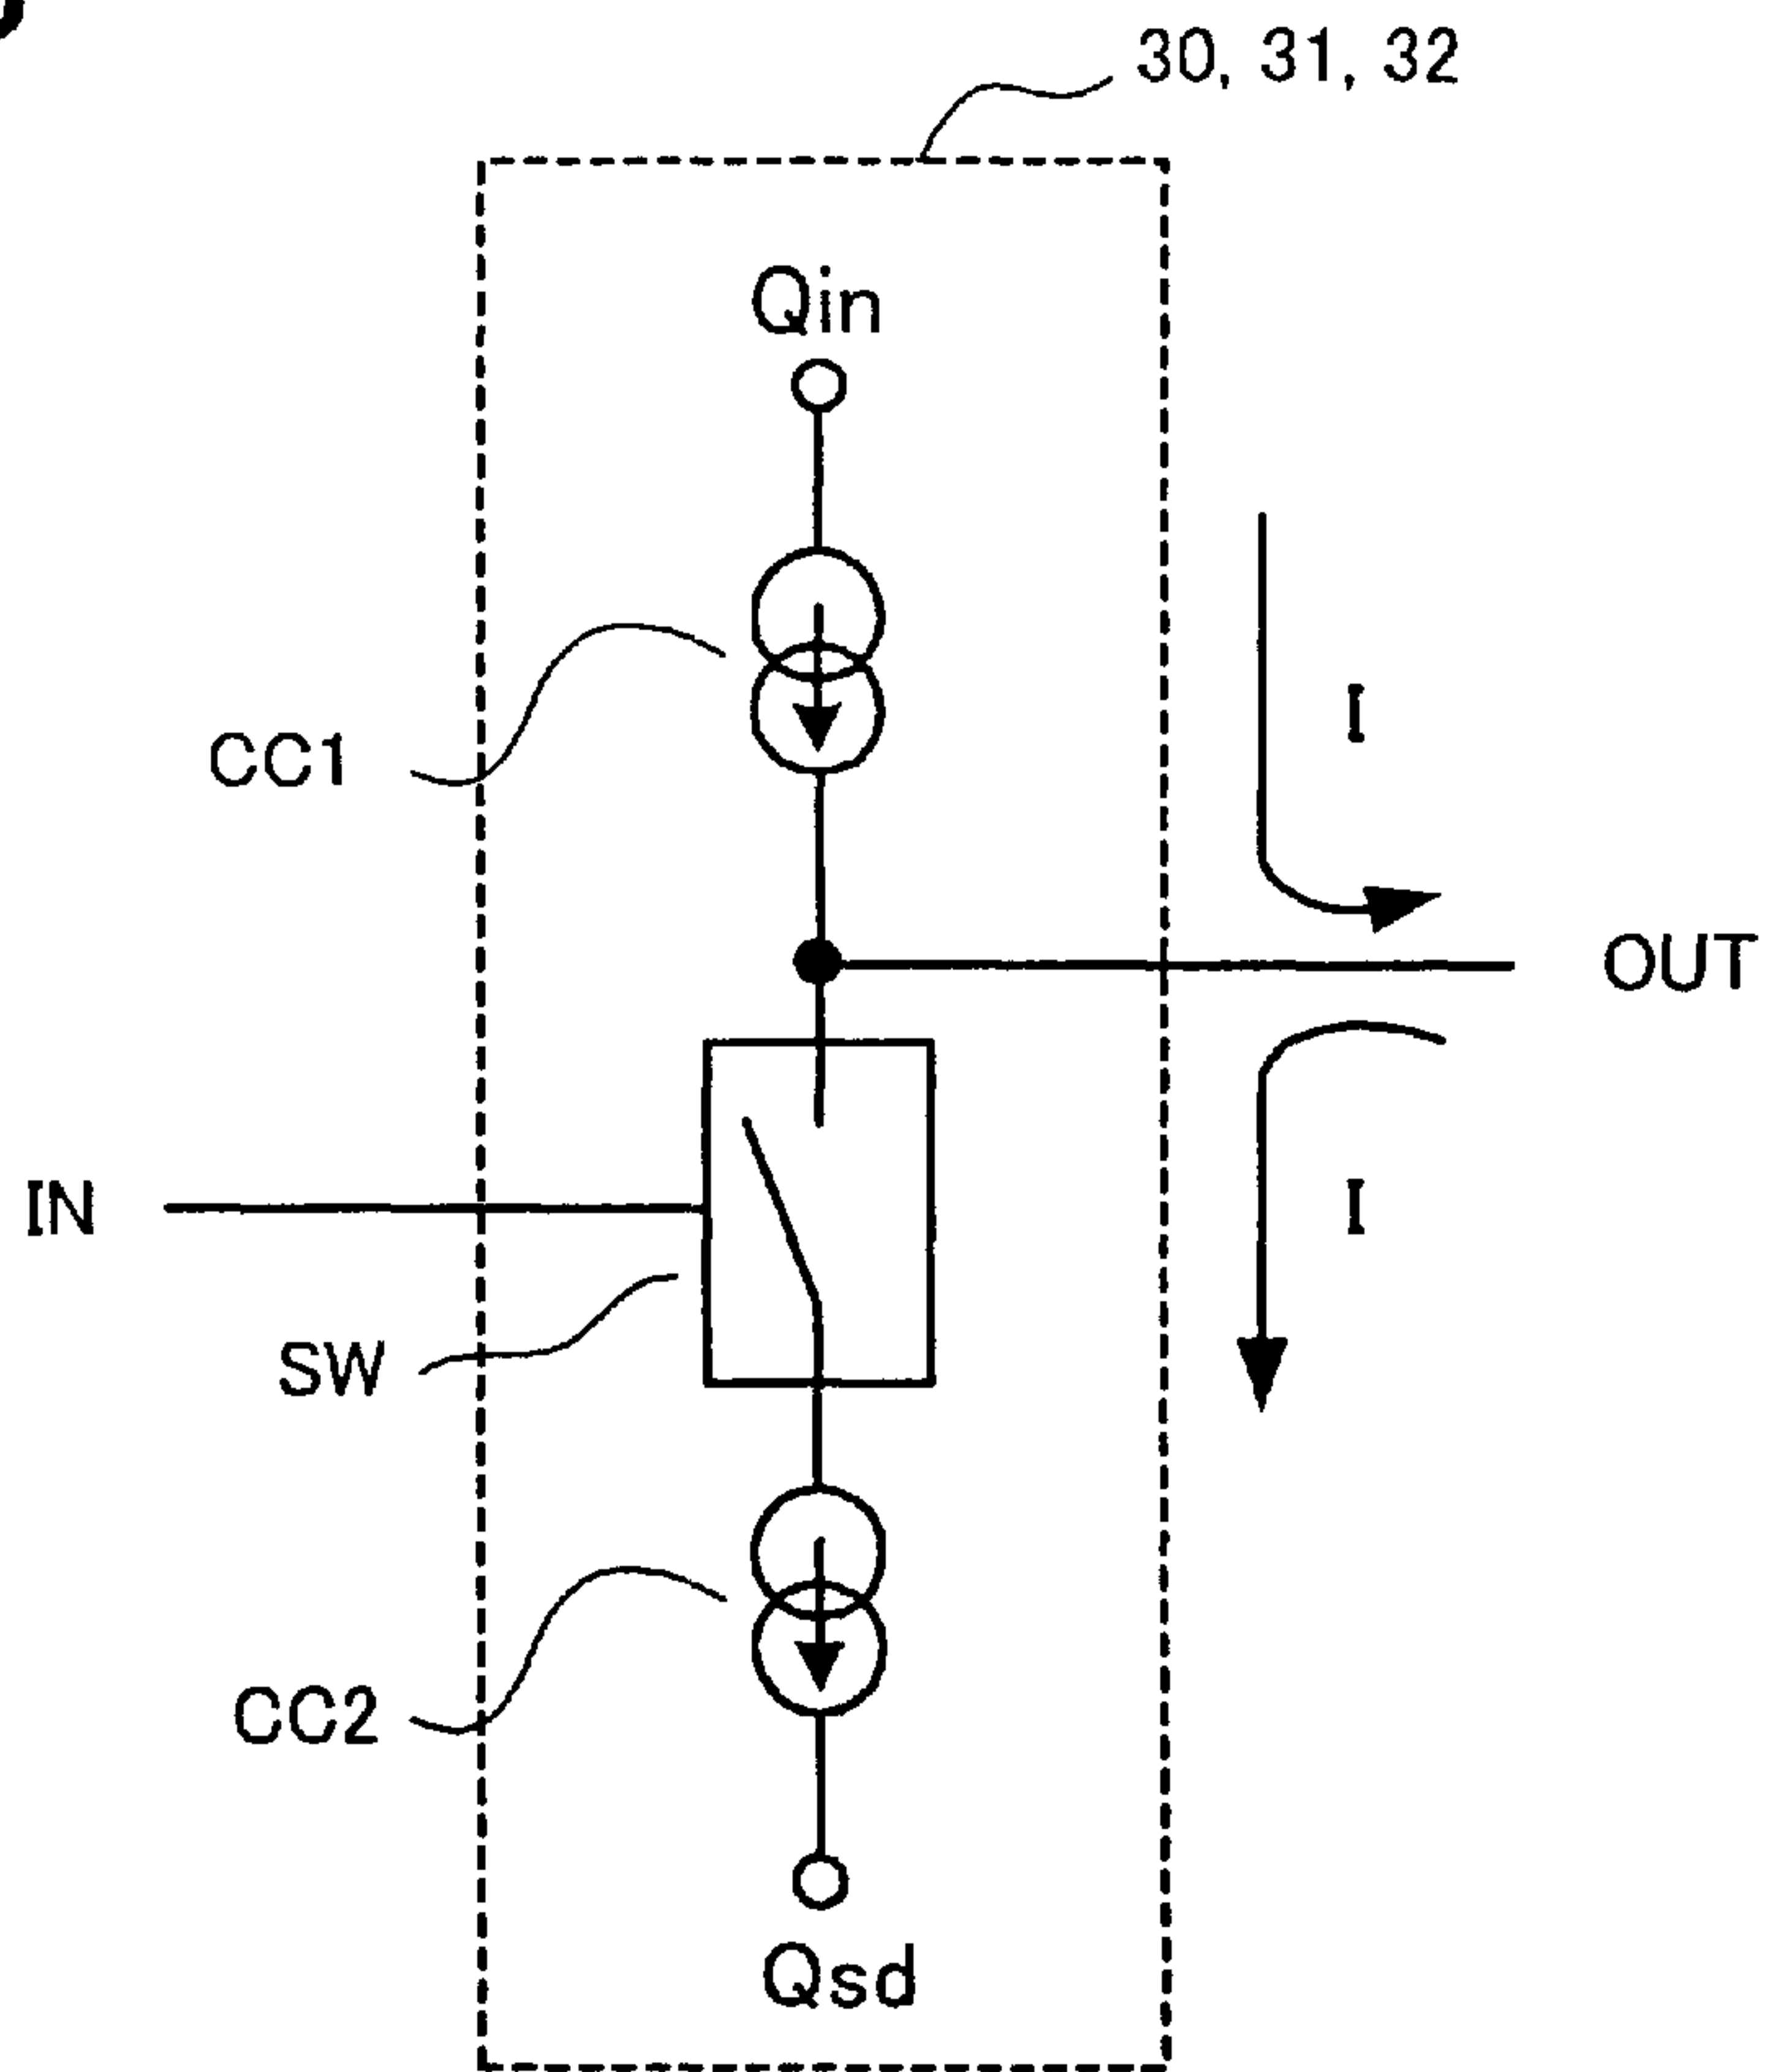 30, 31, 32
Qin
CC1
I
OUT
IN
I
SW
CC2
Qsd